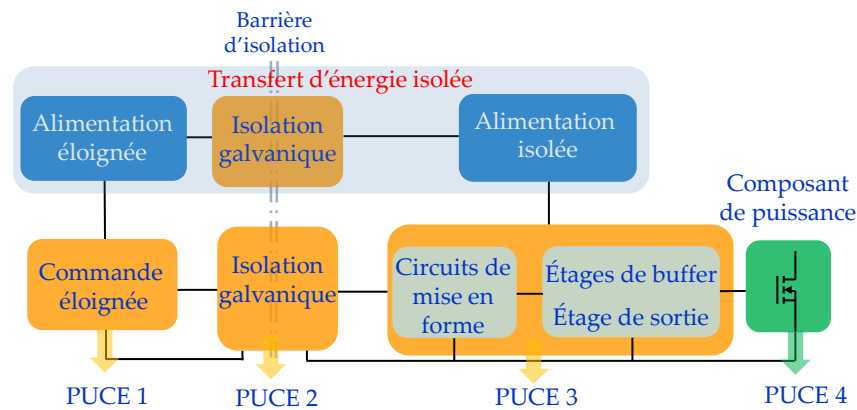 Barrière
d’isolation
Transfert d’énergie isolée
Alimentation
éloignée
Isolation
galvanique
Alimentation
isolée
Composant
de puissance
Commande
éloignée
Isolation
galvanique
Circuits de
mise en
forme
Étages de buffer
Étage de sortie
PUCE 1
PUCE 2
PUCE 3
PUCE 4